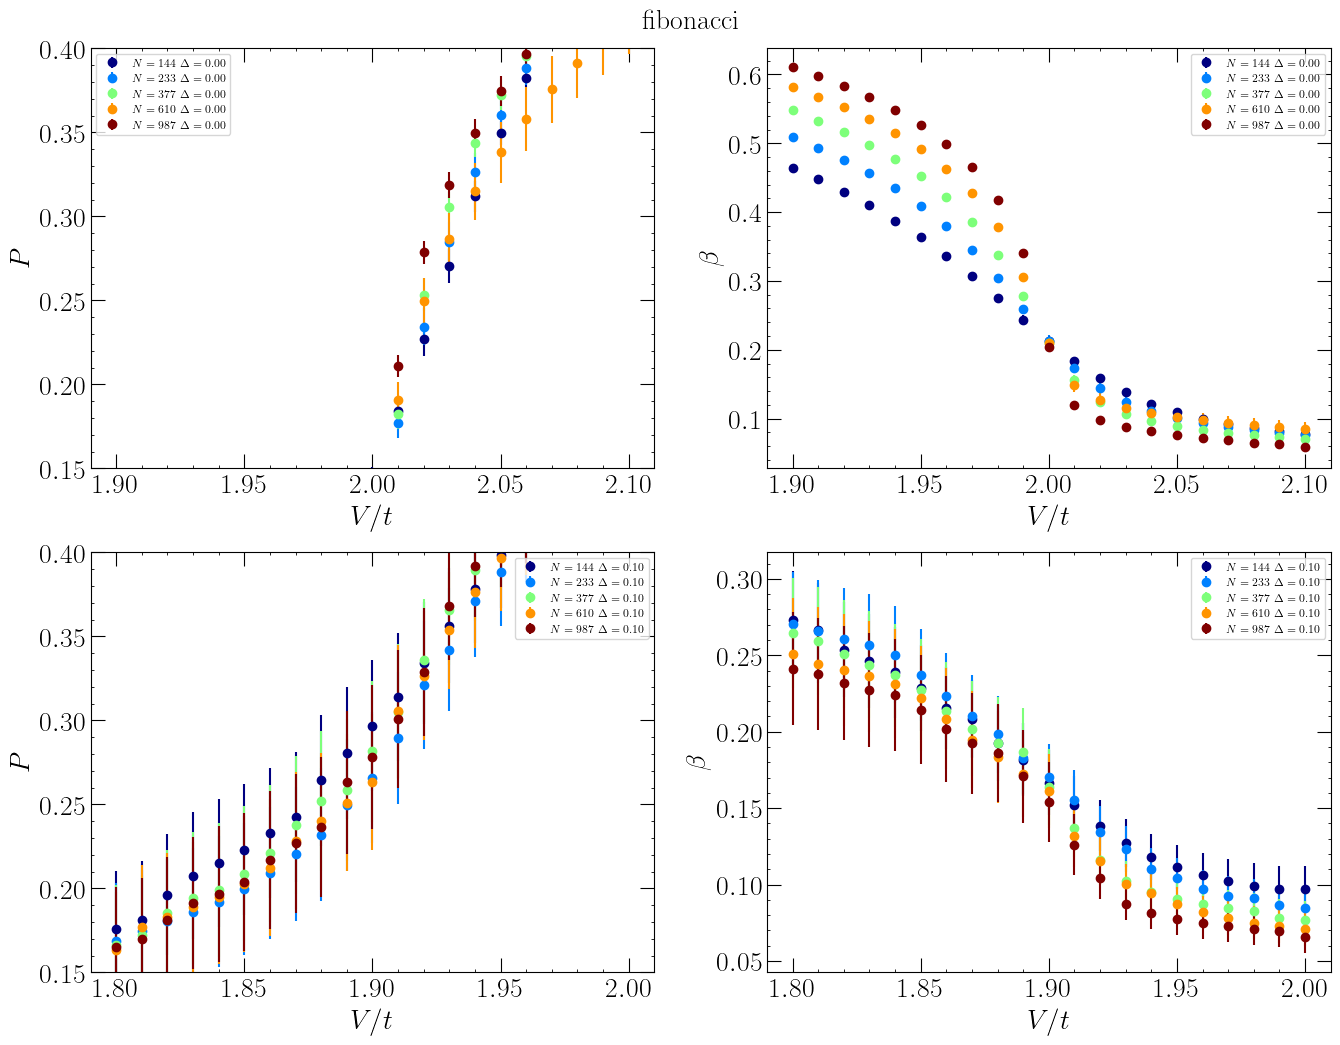 fibonacci
0.40
0.35
0.30
0.25
0.20
0.15
P
1.90 1.95 2.00 2.05 2.10
V/t
N = 144 Δ = 0.00
N = 233 Δ = 0.00
N = 377 Δ = 0.00
N = 610 Δ = 0.00
N = 987 Δ = 0.00
0.6
0.5
0.4
0.3
0.2
0.1
β
1.90 1.95 2.00 2.05 2.10
V/t
N = 144 Δ = 0.00
N = 233 Δ = 0.00
N = 377 Δ = 0.00
N = 610 Δ = 0.00
N = 987 Δ = 0.00
0.40
0.35
0.30
0.25
0.20
0.15
P
1.80 1.85 1.90 1.95 2.00
V/t
N = 144 Δ = 0.10
N = 233 Δ = 0.10
N = 377 Δ = 0.10
N = 610 Δ = 0.10
N = 987 Δ = 0.10
0.30
0.25
0.20
0.15
0.10
0.05
β
1.80 1.85 1.90 1.95 2.00
V/t
N = 144 Δ = 0.10
N = 233 Δ = 0.10
N = 377 Δ = 0.10
N = 610 Δ = 0.10
N = 987 Δ = 0.10